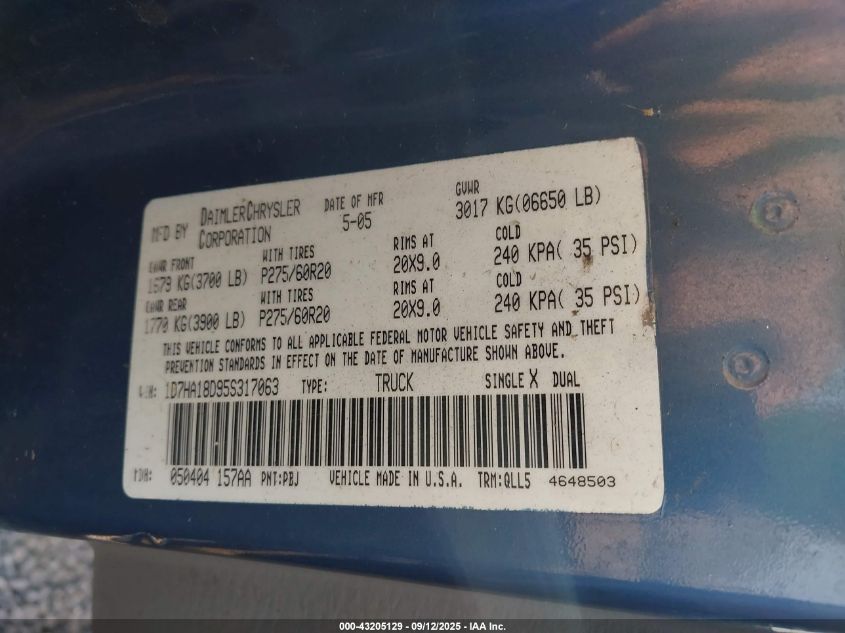 MFD BY DAIMLERCHRYSLER CORPORATION DATE OF MFR 5-05 GVWR 3017 KG(06650 LB)
GAWR FRONT WITH TIRES RIMS AT COLD
1679 KG(3700 LB) P275/60R20 20X9.0 240 KPA( 35 PSI)
GAWR REAR WITH TIRES RIMS AT COLD
1770 KG(3900 LB) P275/60R20 20X9.0 240 KPA( 35 PSI)
THIS VEHICLE CONFORMS TO ALL APPLICABLE FEDERAL MOTOR VEHICLE SAFETY AND THEFT
PREVENTION STANDARDS IN EFFECT ON THE DATE OF MANUFACTURE SHOWN ABOVE.
VIN: 1D7HA18D95S317063 TYPE: TRUCK SINGLE X DUAL
MDH: 050404 157AA PNT:PBJ VEHICLE MADE IN U.S.A. TRM:QLL5 4648503
000-43205129 - 09/12/2025 - IAA Inc.